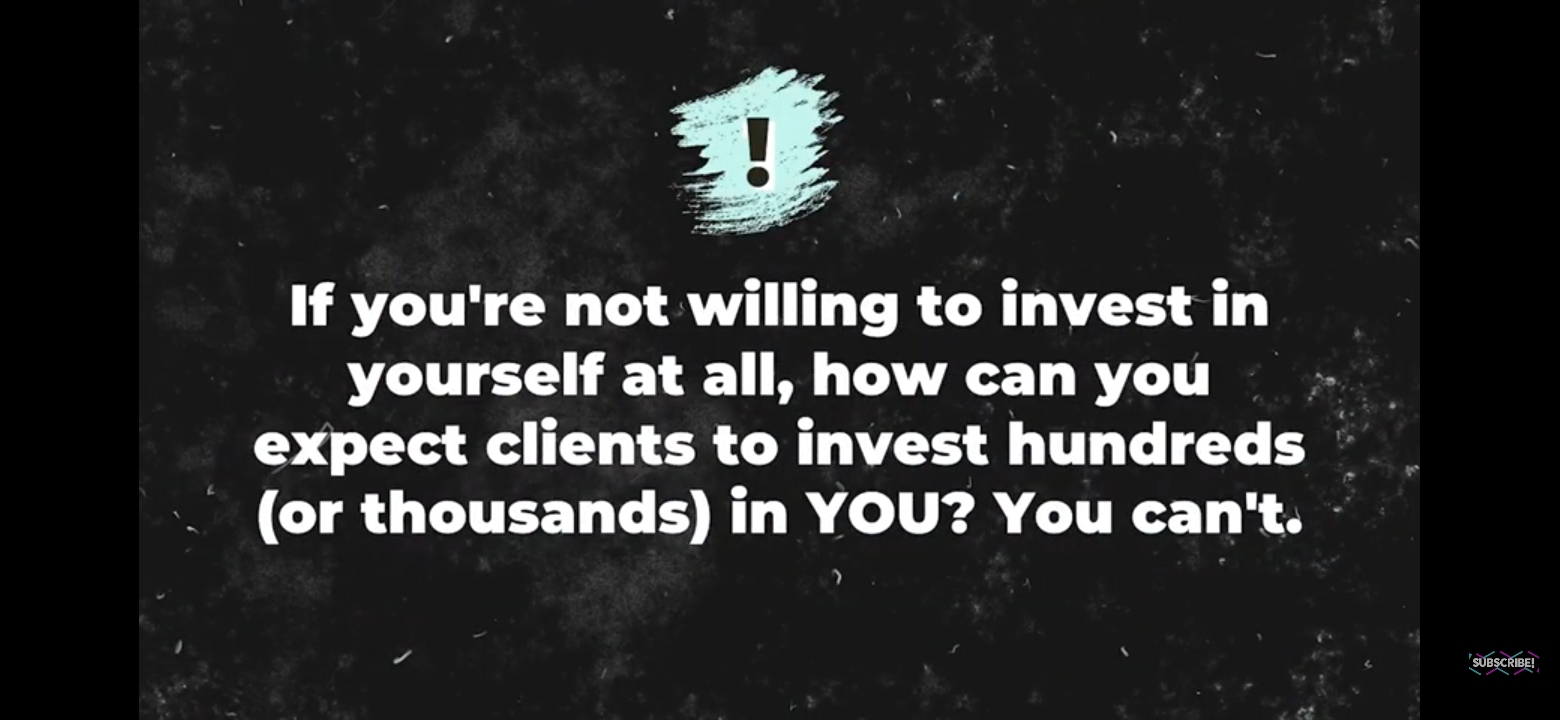 !
If you're not willing to invest in
yourself at all, how can you
expect clients to invest hundreds
(or thousands) in YOU? You can't.
SUBSCRIBE!